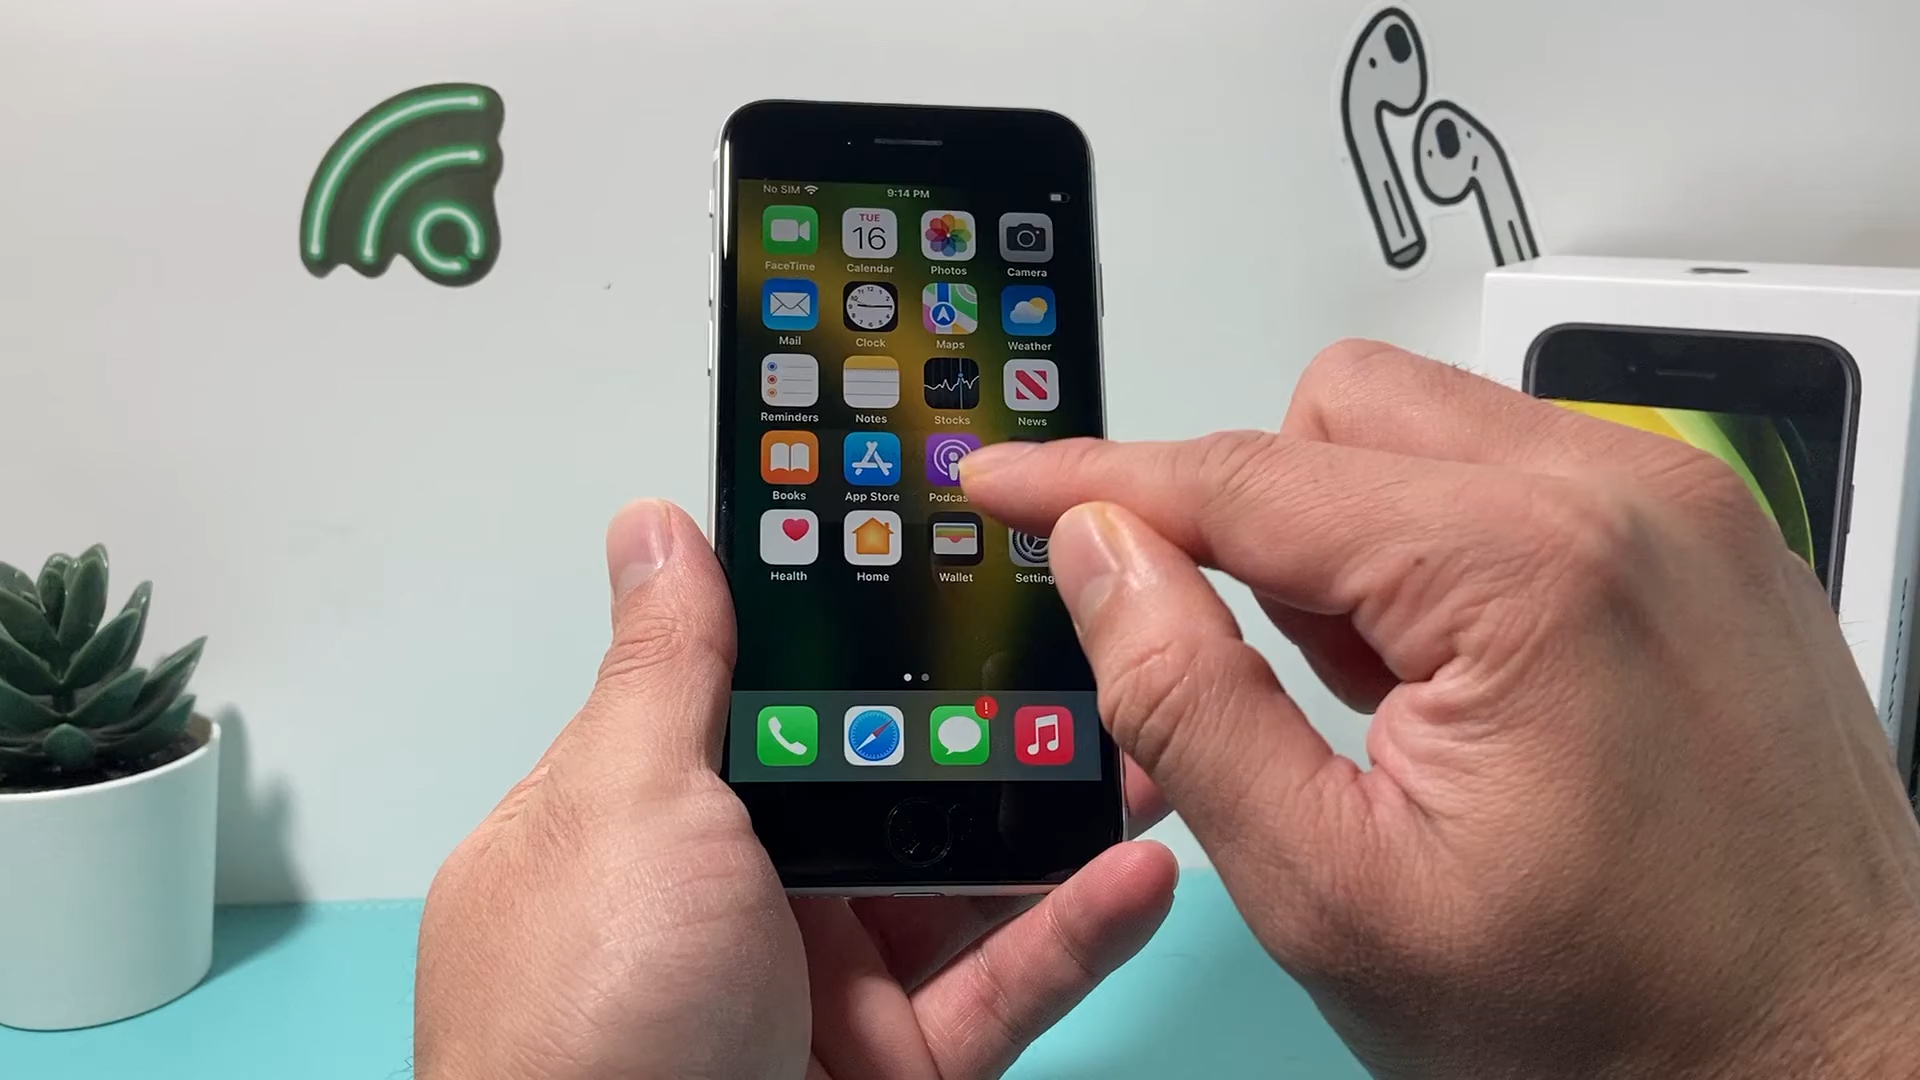 No SIM 9:14 PM
TUE
16
FaceTime Calendar Photos Camera
Mail Clock Maps Weather
Reminders Notes Stocks News
Books App Store Podcas
Health Home Wallet Setting
!